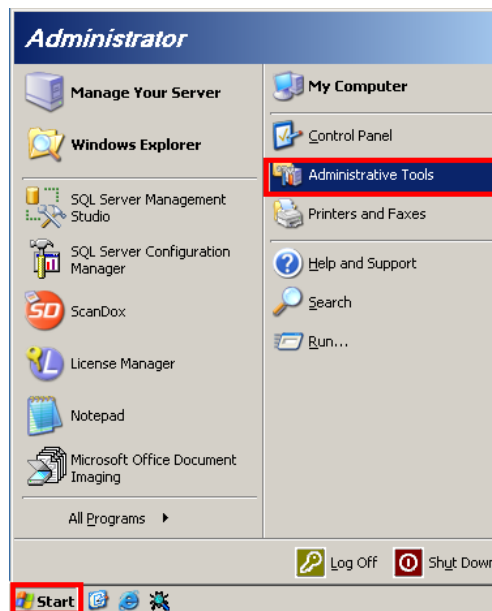 Administrator
Manage Your Server
Windows Explorer
SQL Server Management
Studio
SQL Server Configuration
Manager
SD
ScanDox
License Manager
Notepad
Microsoft Office Document
Imaging
All Programs
My Computer
Control Panel
Administrative Tools
Printers and Faxes
Help and Support
Search
Run...
Log Off
Shut Down
Start